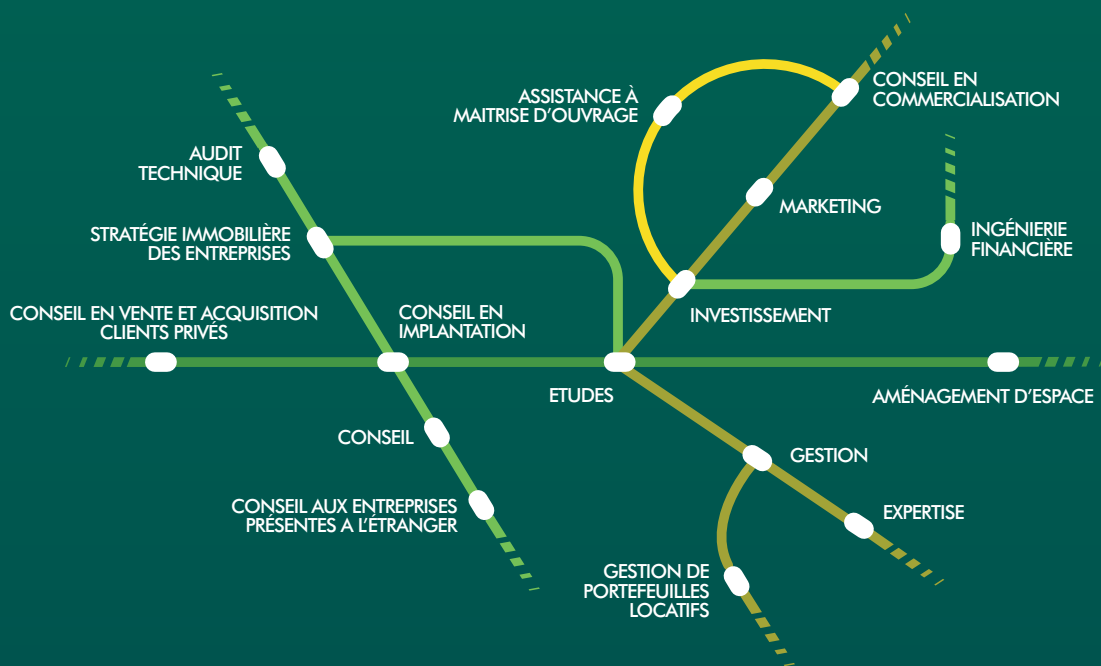 CONSEIL EN
COMMERCIALISATION
ASSISTANCE À
MAITRISE D'OUVRAGE
AUDIT
TECHNIQUE
MARKETING
STRATÉGIE IMMOBILIÈRE
DES ENTREPRISES
INGÉNIERIE
FINANCIÈRE
CONSEIL EN VENTE ET ACQUISITION
CLIENTS PRIVÉS
CONSEIL EN
IMPLANTATION
INVESTISSEMENT
ETUDES
AMÉNAGEMENT D'ESPACE
CONSEIL
GESTION
CONSEIL AUX ENTREPRISES
PRÉSENTES A L'ÉTRANGER
EXPERTISE
GESTION DE
PORTEFEUILLES
LOCATIFS